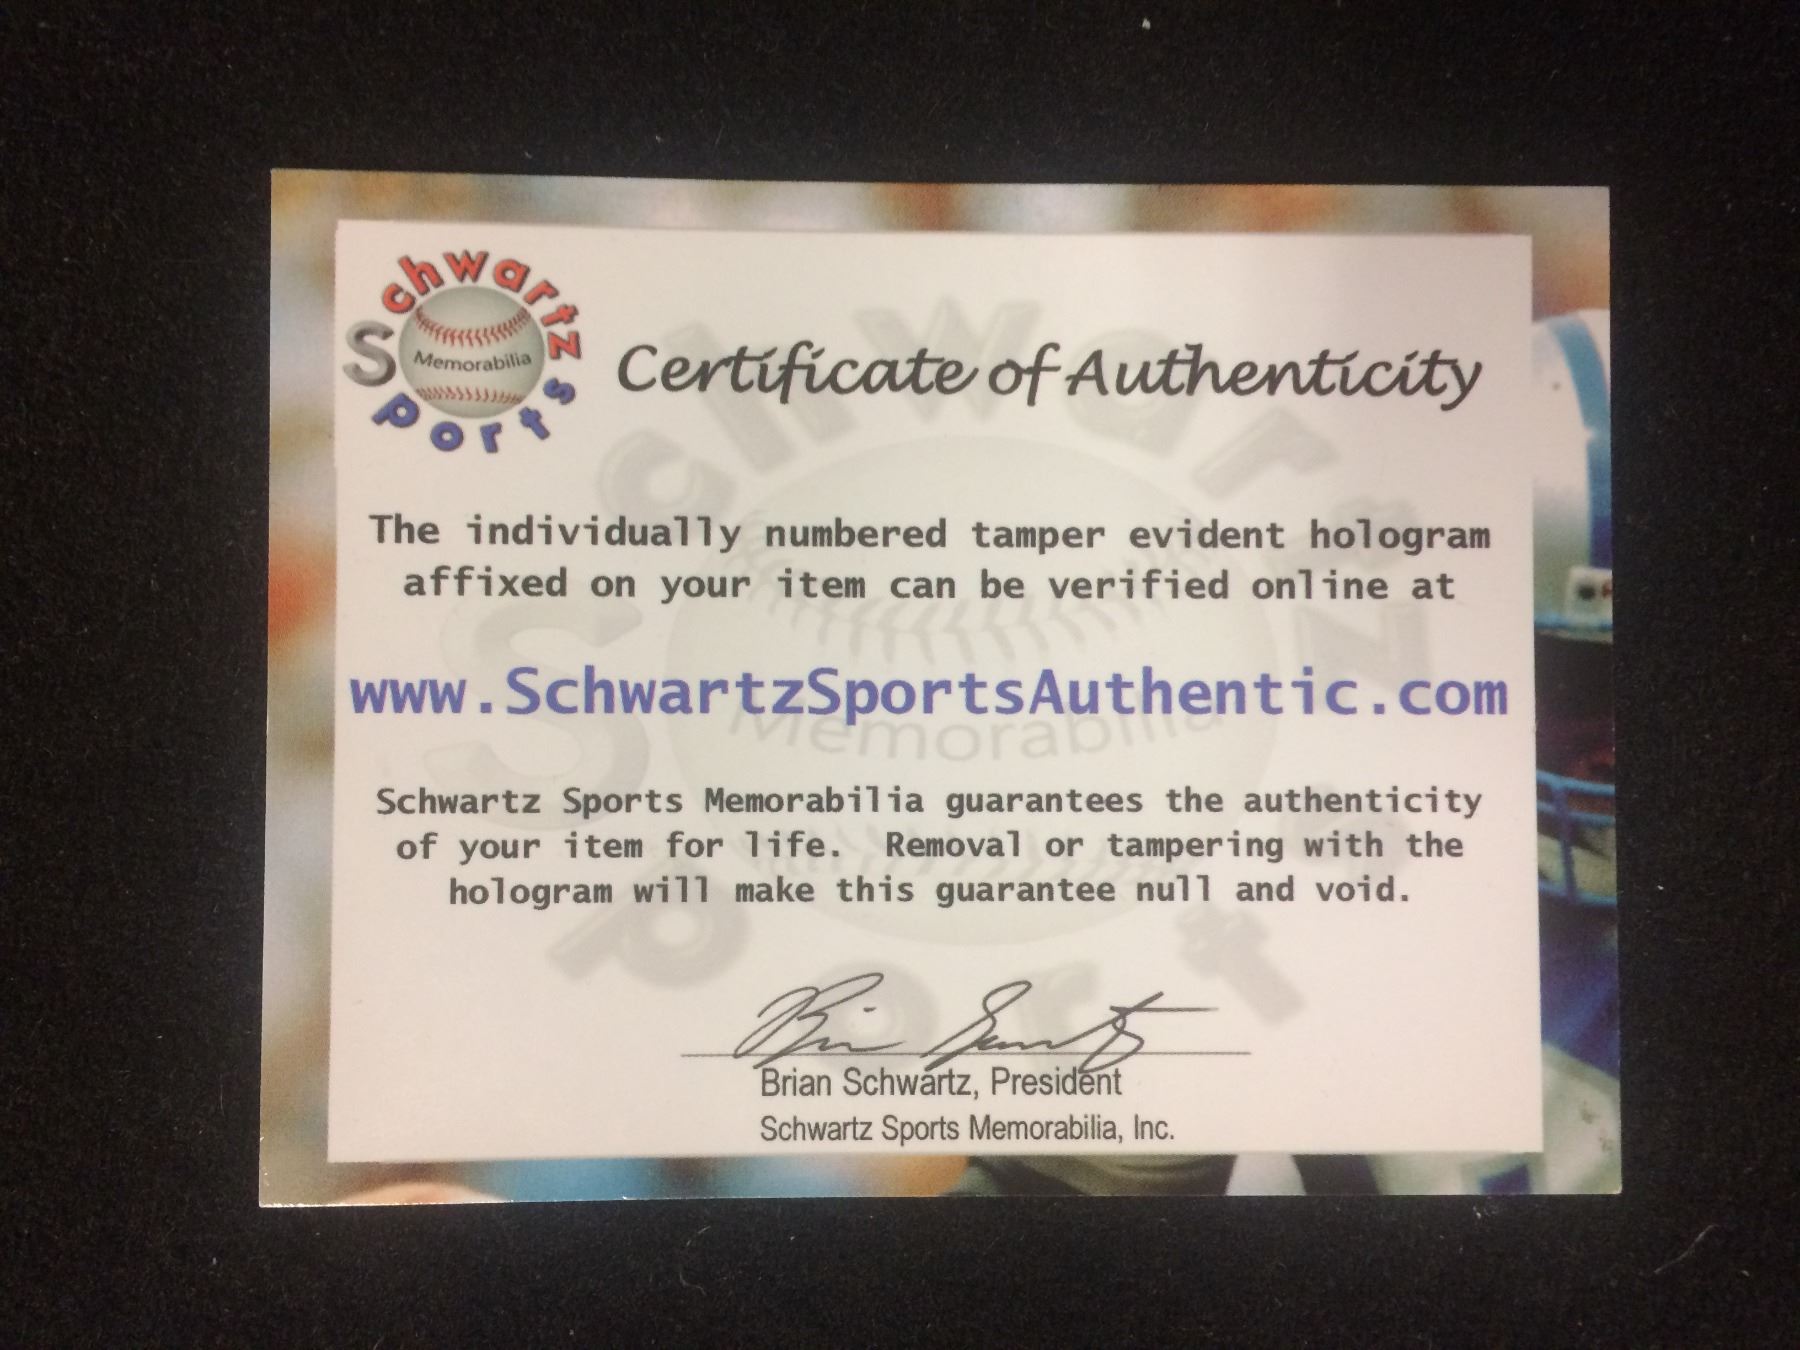 Schwartz
Sports
Memorabilia
Certificate of Authenticity
The individually numbered tamper evident hologram
affixed on your item can be verified online at
www.SchwartzSportsAuthentic.com
Schwartz Sports Memorabilia guarantees the authenticity
of your item for life. Removal or tampering with the
hologram will make this guarantee null and void.
Brian Schwartz
Brian Schwartz, President
Schwartz Sports Memorabilia, Inc.